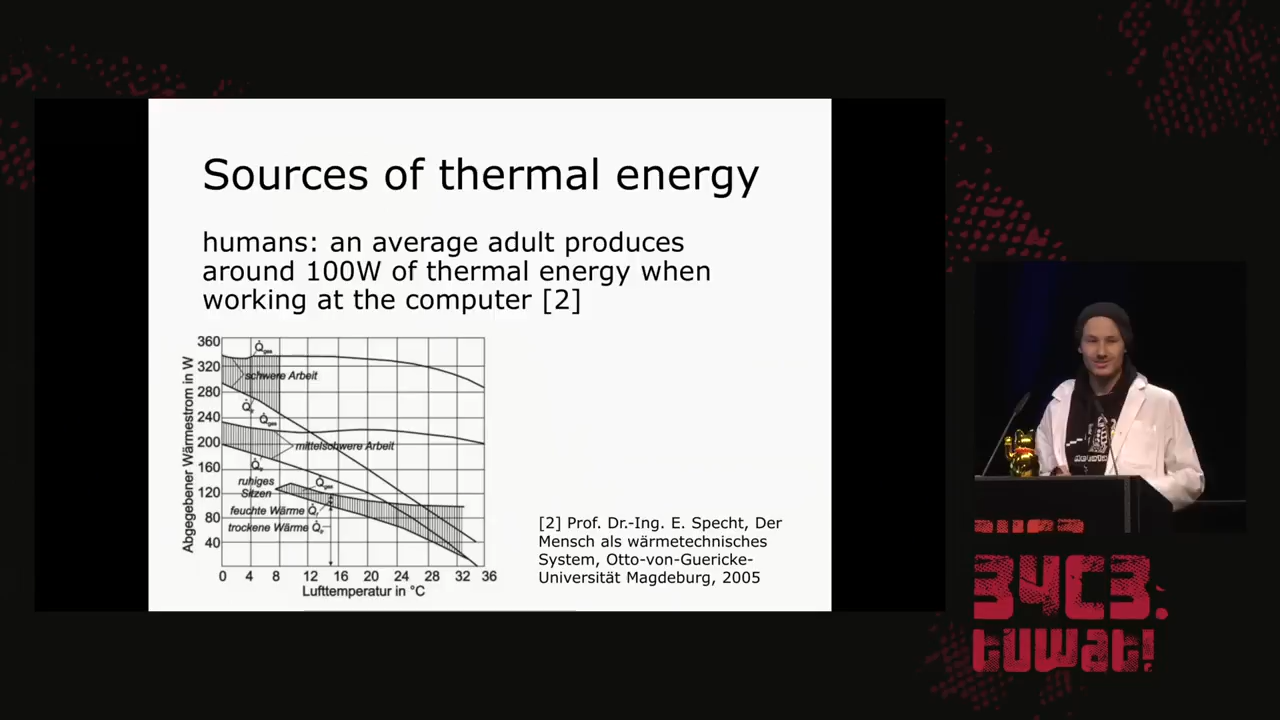 Sources of thermal energy
humans: an average adult produces
around 100W of thermal energy when
working at the computer [2]
Abgegebener Wärmestrom in W
360
320
280
240
200
160
120
80
40
Q̇ges
schwere Arbeit
Q̇ges
mittelschwere Arbeit
ruhiges
Sitzen
Q̇ges
feuchte Wärme
trockene Wärme
0 4 8 12 16 20 24 28 32 36
Lufttemperatur in °C
[2] Prof. Dr.-Ing. E. Specht, Der
Mensch als wärmetechnisches
System, Otto-von-Guericke-
Universität Magdeburg, 2005
34C3.
tuwat!